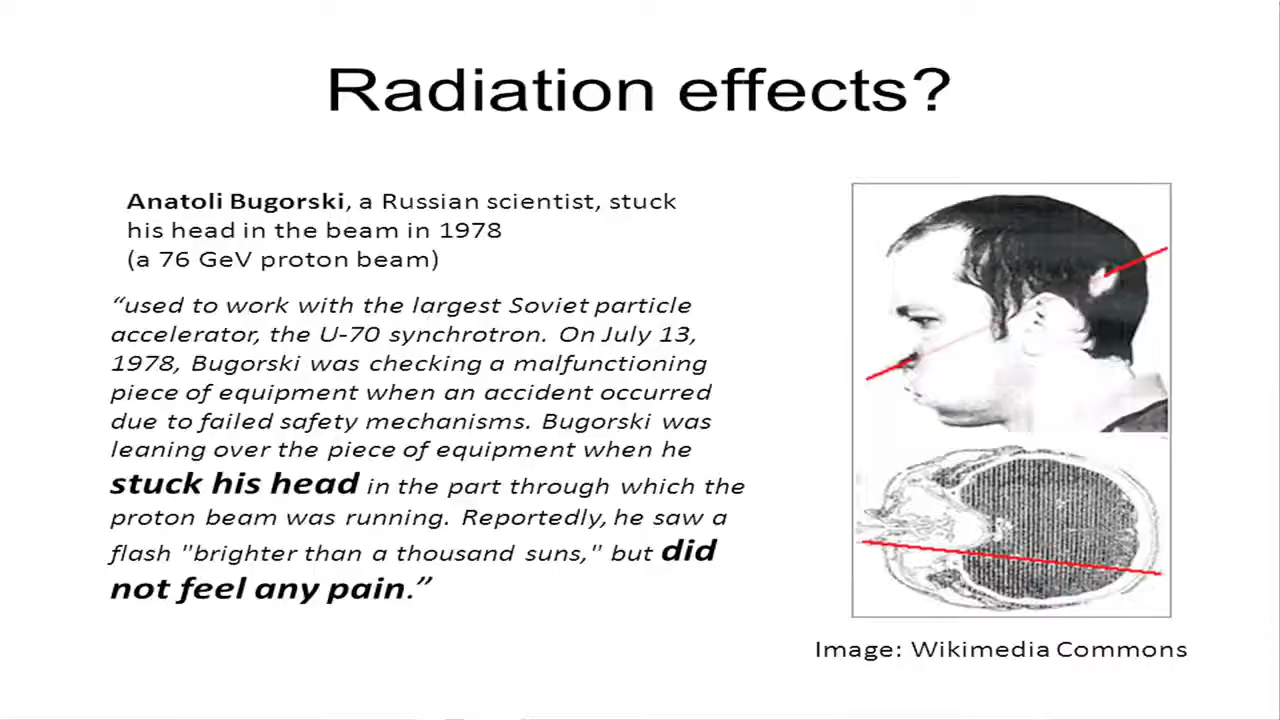 Radiation effects?
Anatoli Bugorski, a Russian scientist, stuck
his head in the beam in 1978
(a 76 GeV proton beam)
“used to work with the largest Soviet particle
accelerator, the U-70 synchrotron. On July 13,
1978, Bugorski was checking a malfunctioning
piece of equipment when an accident occurred
due to failed safety mechanisms. Bugorski was
leaning over the piece of equipment when he
stuck his head in the part through which the
proton beam was running. Reportedly, he saw a
flash "brighter than a thousand suns," but did
not feel any pain.”
Image: Wikimedia Commons